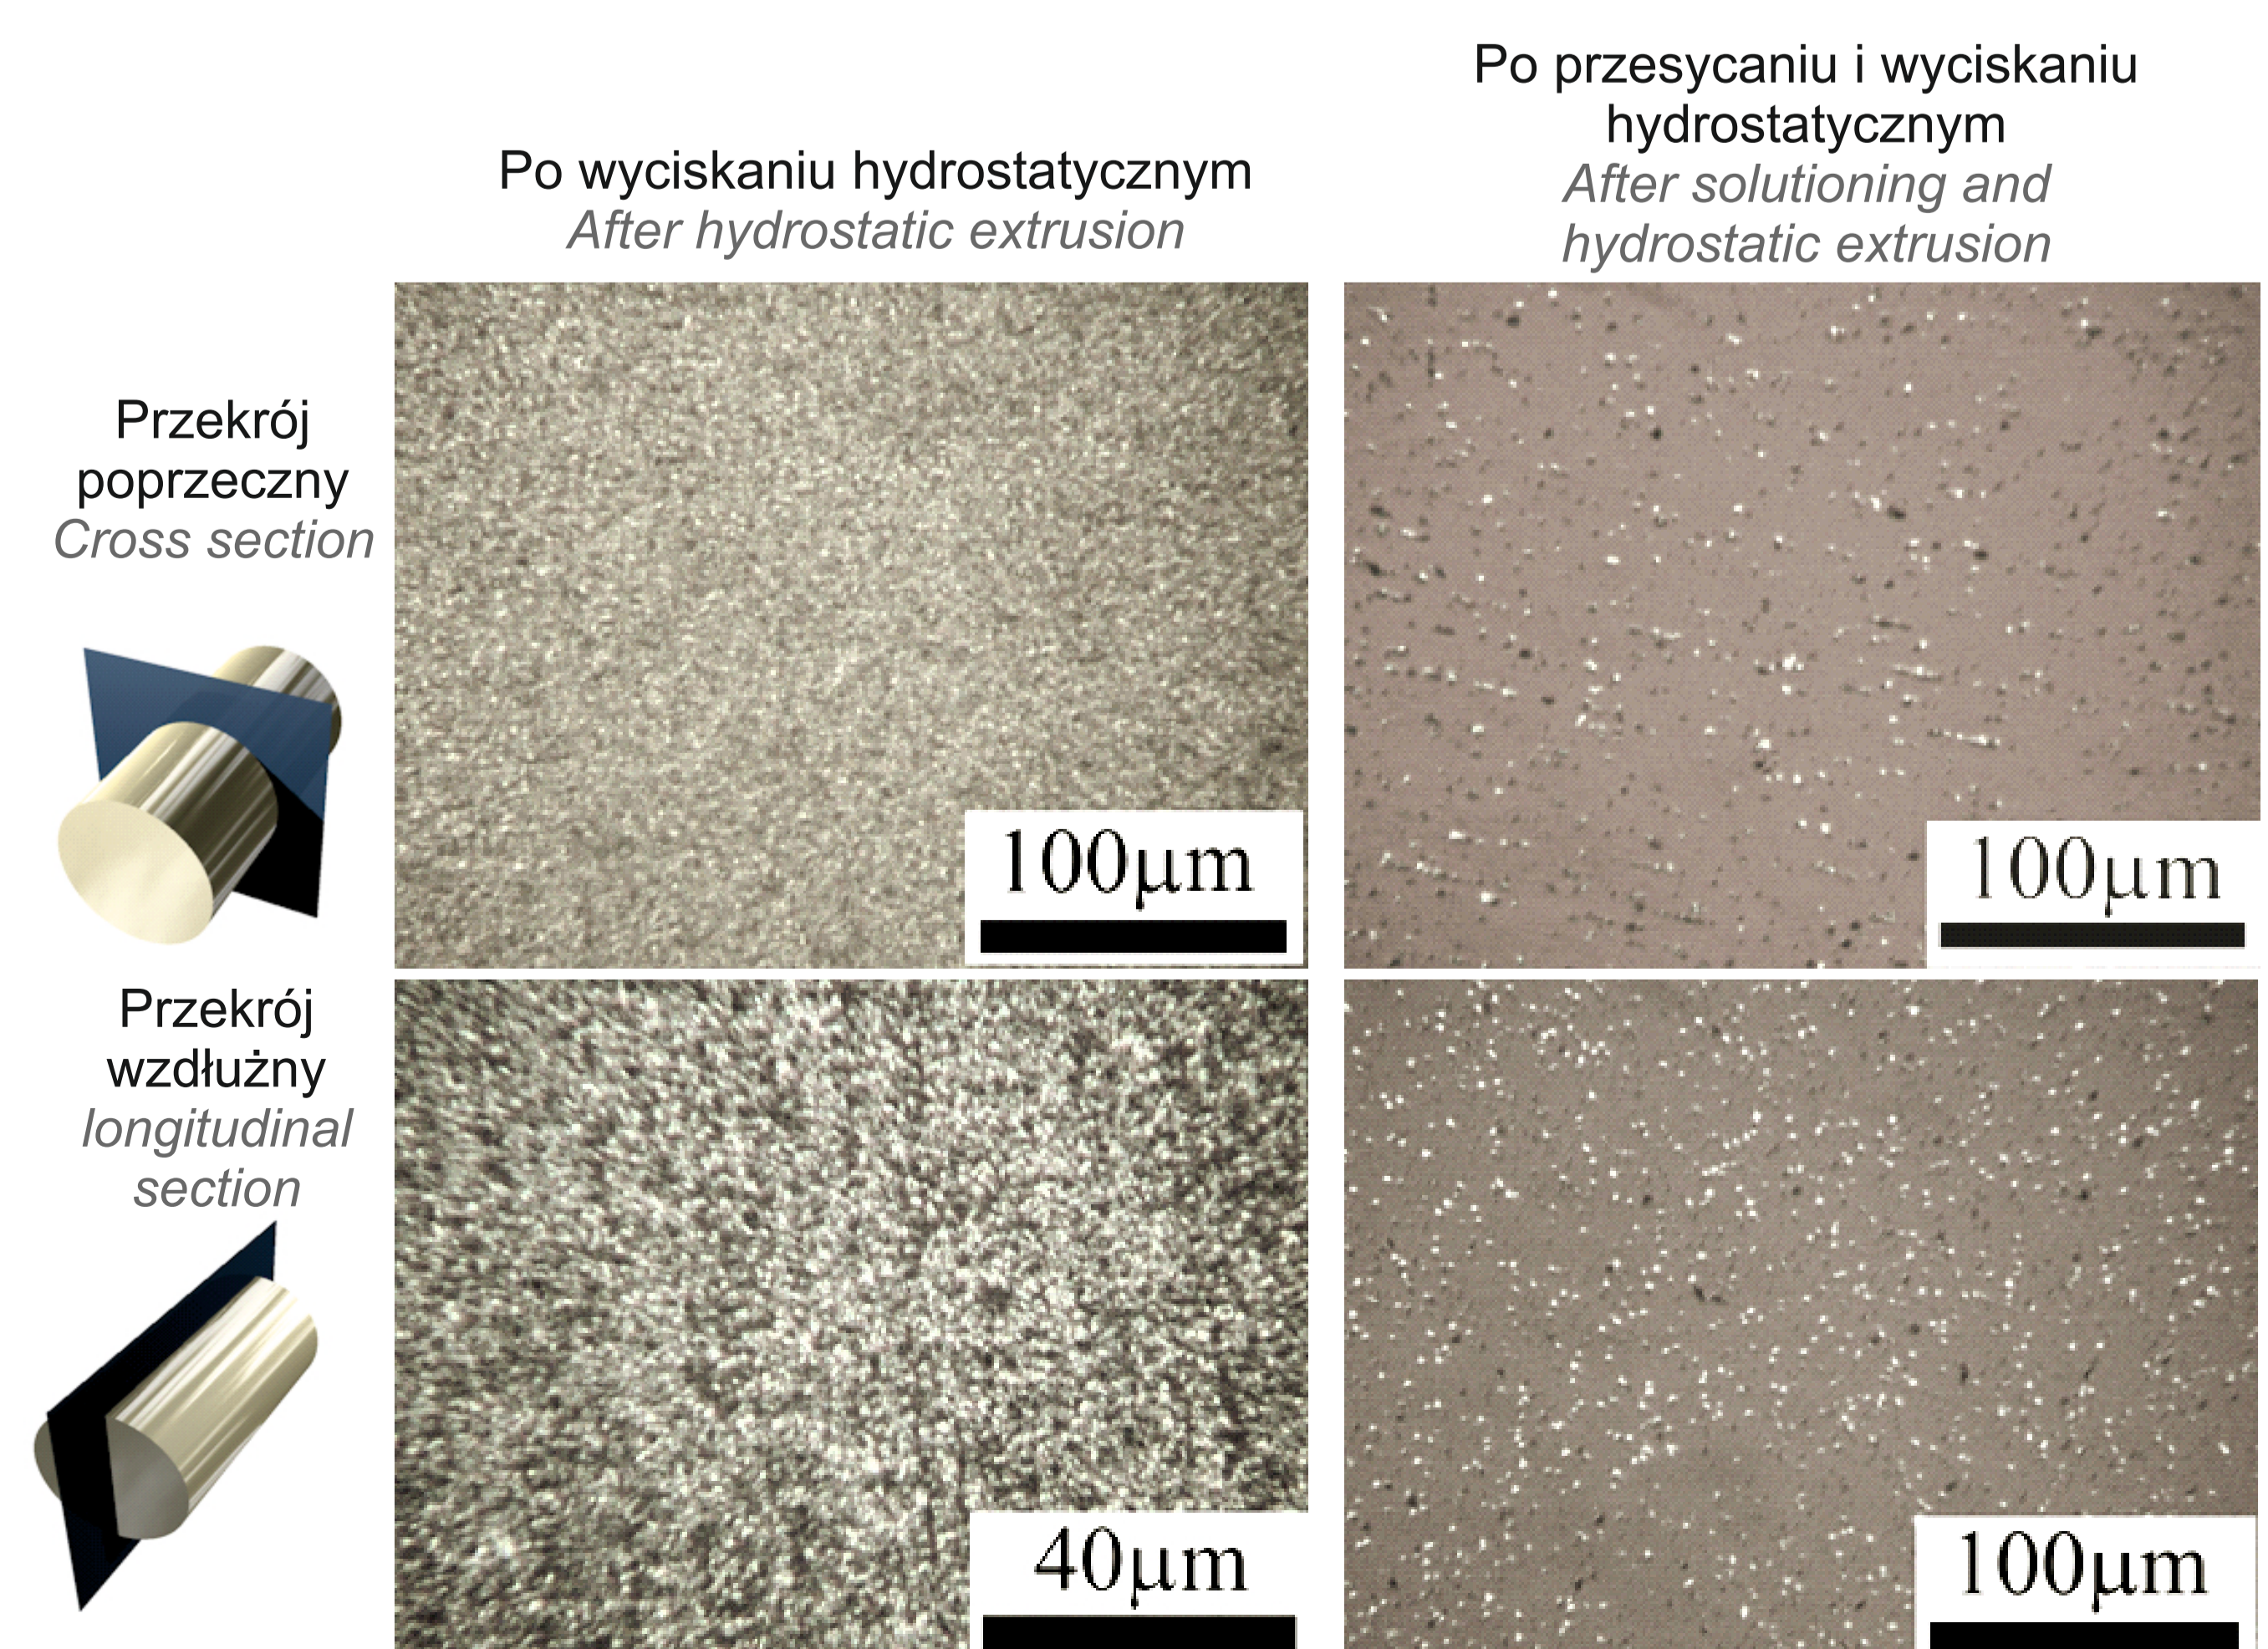 Po wyciskaniu hydrostatycznym
After hydrostatic extrusion
Po przesycaniu i wyciskaniu
hydrostatycznym
After solutioning and
hydrostatic extrusion
Przekrój
poprzeczny
Cross section
100μm
100μm
Przekrój
wzdłużny
longitudinal
section
40μm
100μm